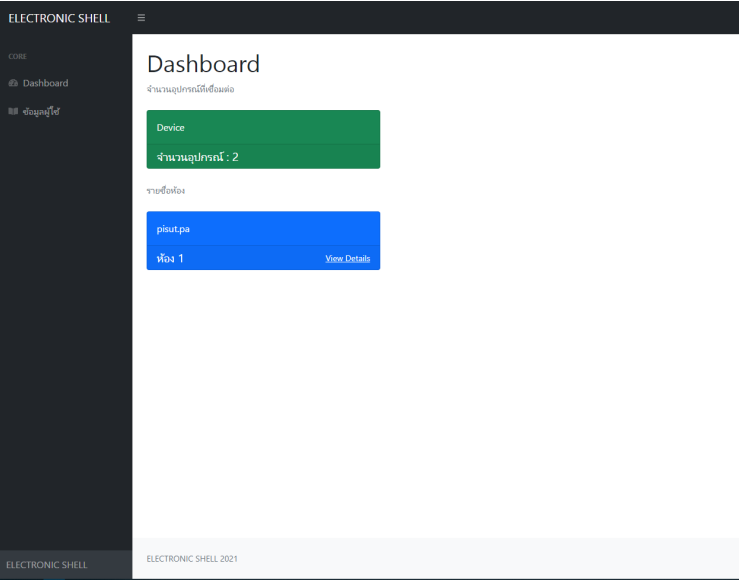 ELECTRONIC SHELL
CORE
Dashboard
ข้อมูลผู้ใช้
Dashboard
จำนวนอุปกรณ์ที่เชื่อมต่อ
Device
จำนวนอุปกรณ์ : 2
รายชื่อห้อง
pisut.pa
ห้อง 1 View Details
ELECTRONIC SHELL
ELECTRONIC SHELL 2021